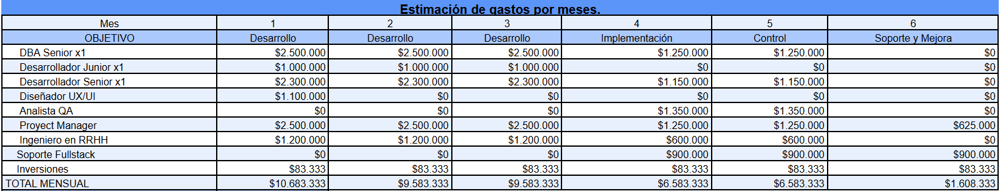 Estimación de gastos por meses.
Mes 1 2 3 4 5 6
OBJETIVO Desarrollo Desarrollo Desarrollo Implementación Control Soporte y Mejora
DBA Senior x1 $2.500.000 $2.500.000 $2.500.000 $1.250.000 $1.250.000 $0
Desarrollador Junior x1 $1.000.000 $1.000.000 $1.000.000 $0 $0 $0
Desarrollador Senior x1 $2.300.000 $2.300.000 $2.300.000 $1.150.000 $1.150.000 $0
Diseñador UX/UI $1.100.000 $0 $0 $0 $0 $0
Analista QA $0 $0 $0 $1.350.000 $1.350.000 $0
Proyect Manager $2.500.000 $2.500.000 $2.500.000 $1.250.000 $1.250.000 $625.000
Ingeniero en RRHH $1.200.000 $1.200.000 $1.200.000 $600.000 $600.000 $0
Soporte Fullstack $0 $0 $0 $900.000 $900.000 $900.000
Inversiones $83.333 $83.333 $83.333 $83.333 $83.333 $83.333
TOTAL MENSUAL $10.683.333 $9.583.333 $9.583.333 $6.583.333 $6.583.333 $1.608.333